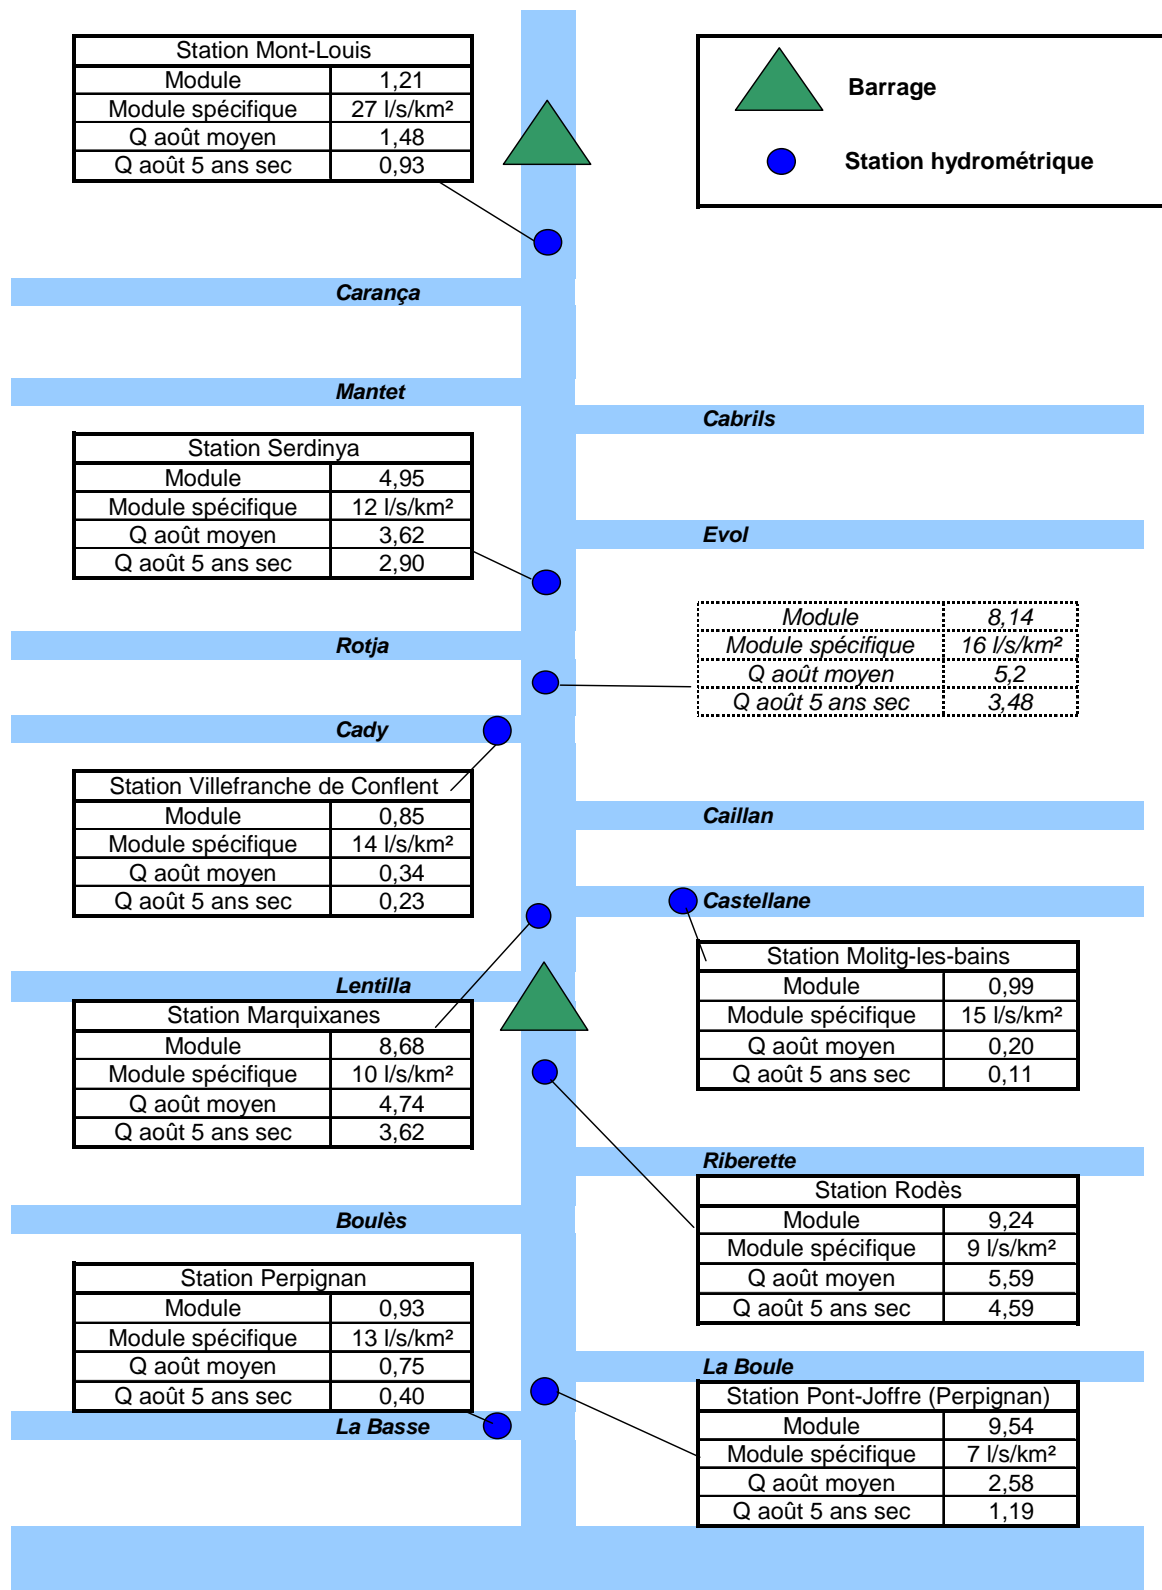 Station Mont-Louis
Module 1,21
Module spécifique 27 l/s/km²
Q août moyen 1,48
Q août 5 ans sec 0,93
Barrage
Station hydrométrique
Carança
Mantet
Cabrils
Station Serdinya
Module 4,95
Module spécifique 12 l/s/km²
Q août moyen 3,62
Q août 5 ans sec 2,90
Evol
Module 8,14
Module spécifique 16 l/s/km²
Q août moyen 5,2
Q août 5 ans sec 3,48
Rotja
Cady
Station Villefranche de Conflent
Module 0,85
Module spécifique 14 l/s/km²
Q août moyen 0,34
Q août 5 ans sec 0,23
Caillan
Castellane
Station Molitg-les-bains
Module 0,99
Module spécifique 15 l/s/km²
Q août moyen 0,20
Q août 5 ans sec 0,11
Lentilla
Station Marquixanes
Module 8,68
Module spécifique 10 l/s/km²
Q août moyen 4,74
Q août 5 ans sec 3,62
Riberette
Station Rodès
Module 9,24
Module spécifique 9 l/s/km²
Q août moyen 5,59
Q août 5 ans sec 4,59
Boulès
Station Perpignan
Module 0,93
Module spécifique 13 l/s/km²
Q août moyen 0,75
Q août 5 ans sec 0,40
La Basse
La Boule
Station Pont-Joffre (Perpignan)
Module 9,54
Module spécifique 7 l/s/km²
Q août moyen 2,58
Q août 5 ans sec 1,19